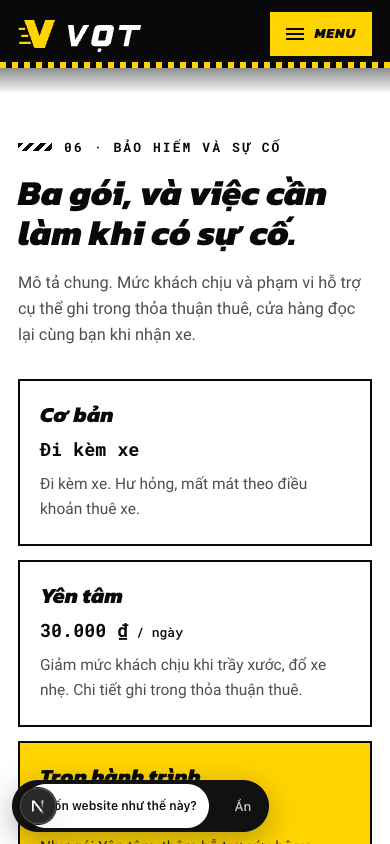 VỌT
MENU
06 · BẢO HIỂM VÀ SỰ CỐ
Ba gói, và việc cần
làm khi có sự cố.
Mô tả chung. Mức khách chịu và phạm vi hỗ trợ
cụ thể ghi trong thỏa thuận thuê, cửa hàng đọc
lại cùng bạn khi nhận xe.
Cơ bản
Đi kèm xe
Đi kèm xe. Hư hỏng, mất mát theo điều
khoản thuê xe.
Yên tâm
30.000 ₫ / ngày
Giảm mức khách chịu khi trầy xước, đổ xe
nhẹ. Chi tiết ghi trong thỏa thuận thuê.
Trọn hành trình
N
website như thế này?
Ẩn